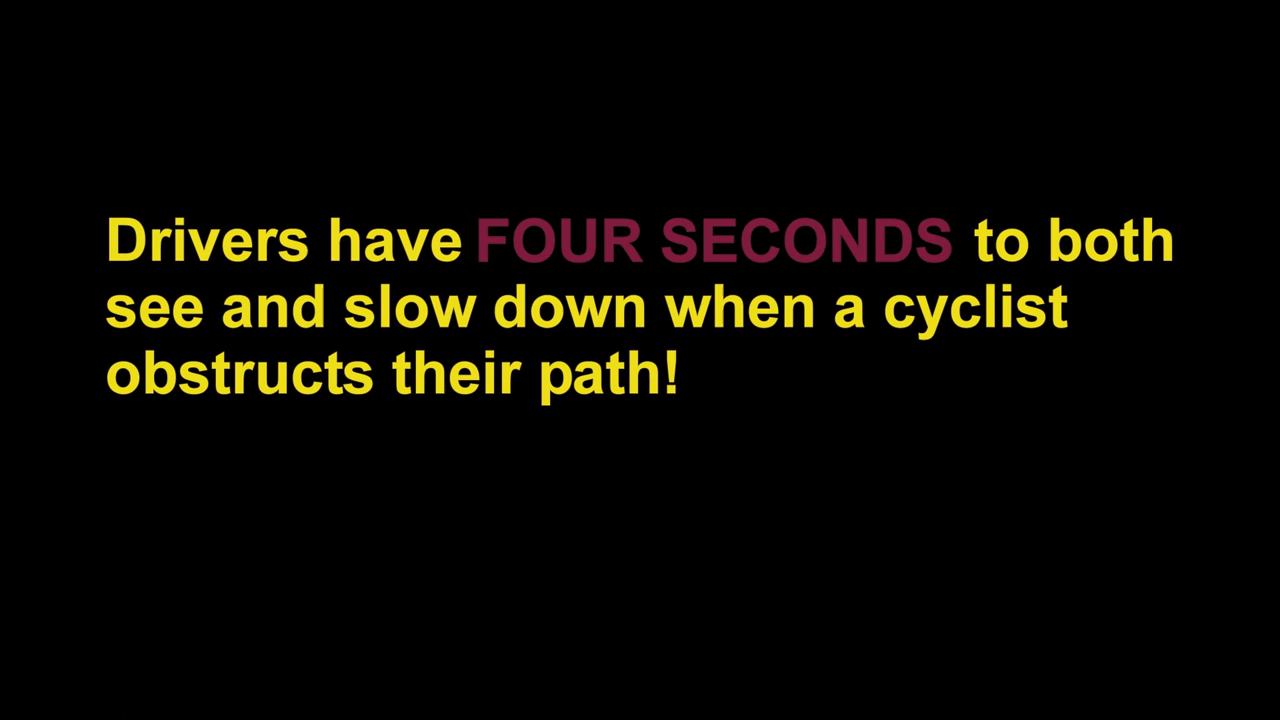 Drivers have FOUR SECONDS to both
see and slow down when a cyclist
obstructs their path!